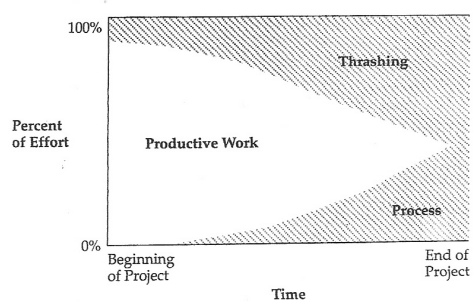 100%
Thrashing
Percent
of Effort
Productive Work
Process
0%
Beginning
of Project
End of
Project
Time